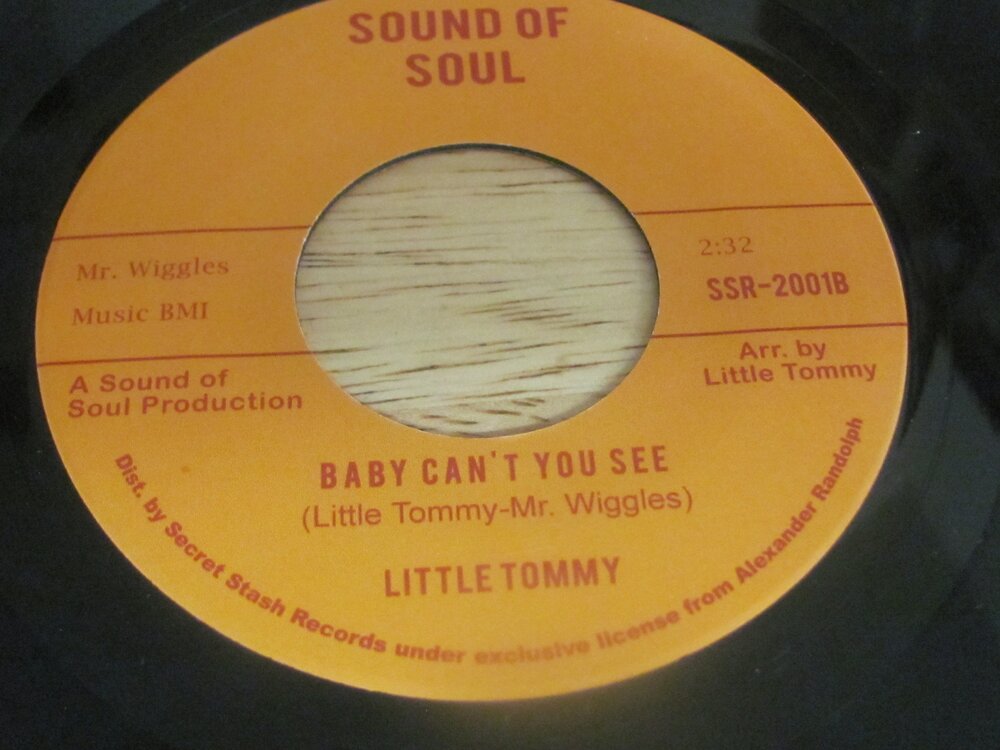 SOUND OF
SOUL
Mr. Wiggles
Music BMI
2:32
SSR-2001B
A Sound of
Soul Production
Arr. by
Little Tommy
BABY CAN'T YOU SEE
(Little Tommy-Mr. Wiggles)
LITTLE TOMMY
Dist. by Secret Stash Records under exclusive license from Alexander Randolph